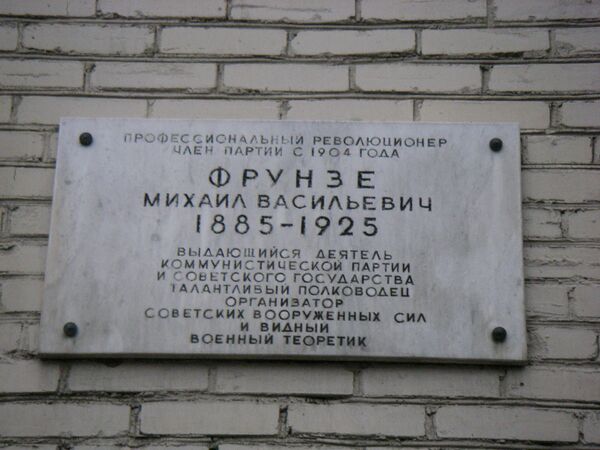 ПРОФЕССИОНАЛЬНЫЙ РЕВОЛЮЦИОНЕР
ЧЛЕН ПАРТИИ С 1904 ГОДА
ФРУНЗЕ
МИХАИЛ ВАСИЛЬЕВИЧ
1885-1925
ВЫДАЮЩИЙСЯ ДЕЯТЕЛЬ
КОММУНИСТИЧЕСКОЙ ПАРТИИ
И СОВЕТСКОГО ГОСУДАРСТВА
ТАЛАНТЛИВЫЙ ПОЛКОВОДЕЦ
ОРГАНИЗАТОР
СОВЕТСКИХ ВООРУЖЕННЫХ СИЛ
И ВИДНЫЙ
ВОЕННЫЙ ТЕОРЕТИК